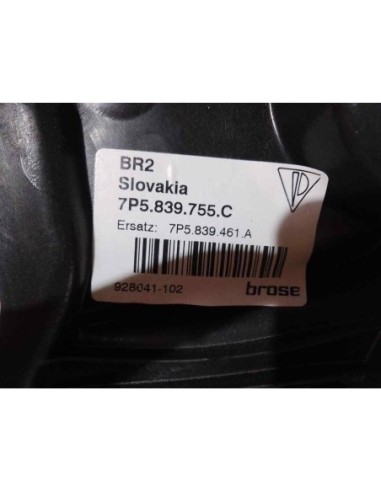 BR2
Slovakia
7P5.839.755.C
Ersatz: 7P5.839.461.A
928041-102 brose